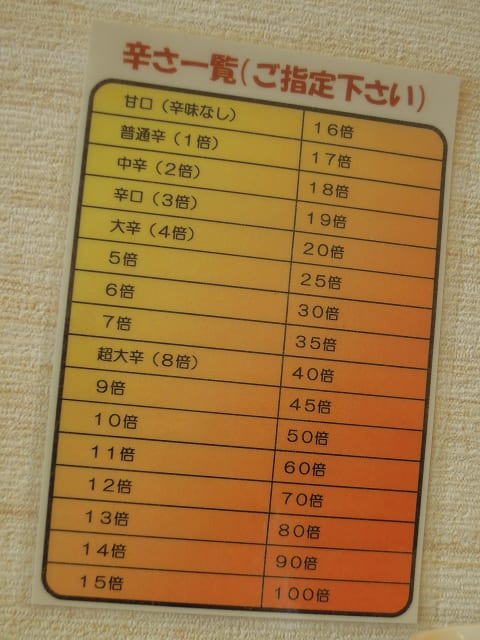 辛さ一覧(ご指定下さい)
甘口(辛味なし)
普通辛(1倍)
中辛(2倍)
辛口(3倍)
大辛(4倍)
5倍
6倍
7倍
超大辛(8倍)
9倍
10倍
11倍
12倍
13倍
14倍
15倍
16倍
17倍
18倍
19倍
20倍
25倍
30倍
35倍
40倍
45倍
50倍
60倍
70倍
80倍
90倍
100倍